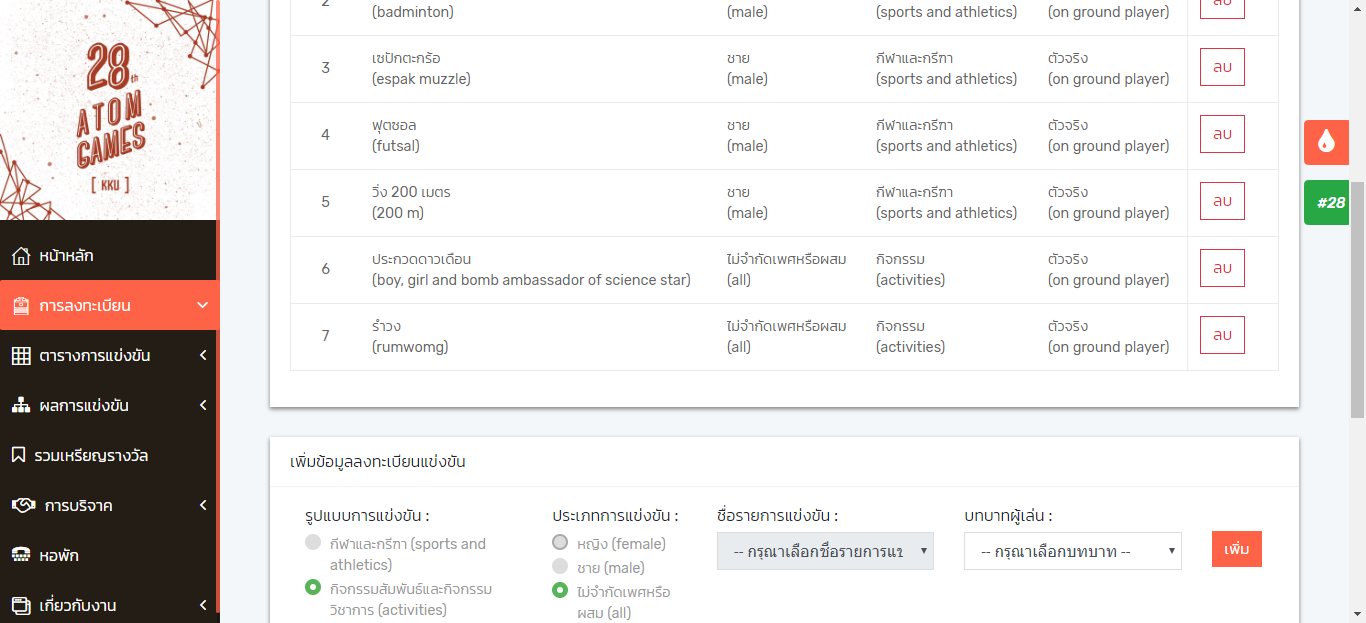 28th
ATOM
GAMES
[ KKU ]
หน้าหลัก
การลงทะเบียน
ตารางการแข่งขัน
ผลการแข่งขัน
รวมเหรียญรางวัล
การบริจาค
หอพัก
เกี่ยวกับงาน
2 (badminton) (male) (sports and athletics) (on ground player) ลบ
3 เซปักตะกร้อ ชาย กีฬาและกรีฑา ตัวจริง ลบ
(espak muzzle) (male) (sports and athletics) (on ground player)
4 ฟุตซอล ชาย กีฬาและกรีฑา ตัวจริง ลบ
(futsal) (male) (sports and athletics) (on ground player)
5 วิ่ง 200 เมตร ชาย กีฬาและกรีฑา ตัวจริง ลบ
(200 m) (male) (sports and athletics) (on ground player)
6 ประกวดดาวเดือน ไม่จำกัดเพศหรือผสม กิจกรรม ตัวจริง ลบ
(boy, girl and bomb ambassador of science star) (all) (activities) (on ground player)
7 รำวง ไม่จำกัดเพศหรือผสม กิจกรรม ตัวจริง ลบ
(rumwomg) (all) (activities) (on ground player)
#28
เพิ่มข้อมูลลงทะเบียนแข่งขัน
รูปแบบการแข่งขัน :
กีฬาและกรีฑา (sports and
athletics)
กิจกรรมสัมพันธ์และกิจกรรม
วิชาการ (activities)
ประเภทการแข่งขัน :
หญิง (female)
ชาย (male)
ไม่จำกัดเพศหรือ
ผสม (all)
ชื่อรายการแข่งขัน :
-- กรุณาเลือกชื่อรายการแข
บทบาทผู้เล่น :
-- กรุณาเลือกบทบาท --
เพิ่ม